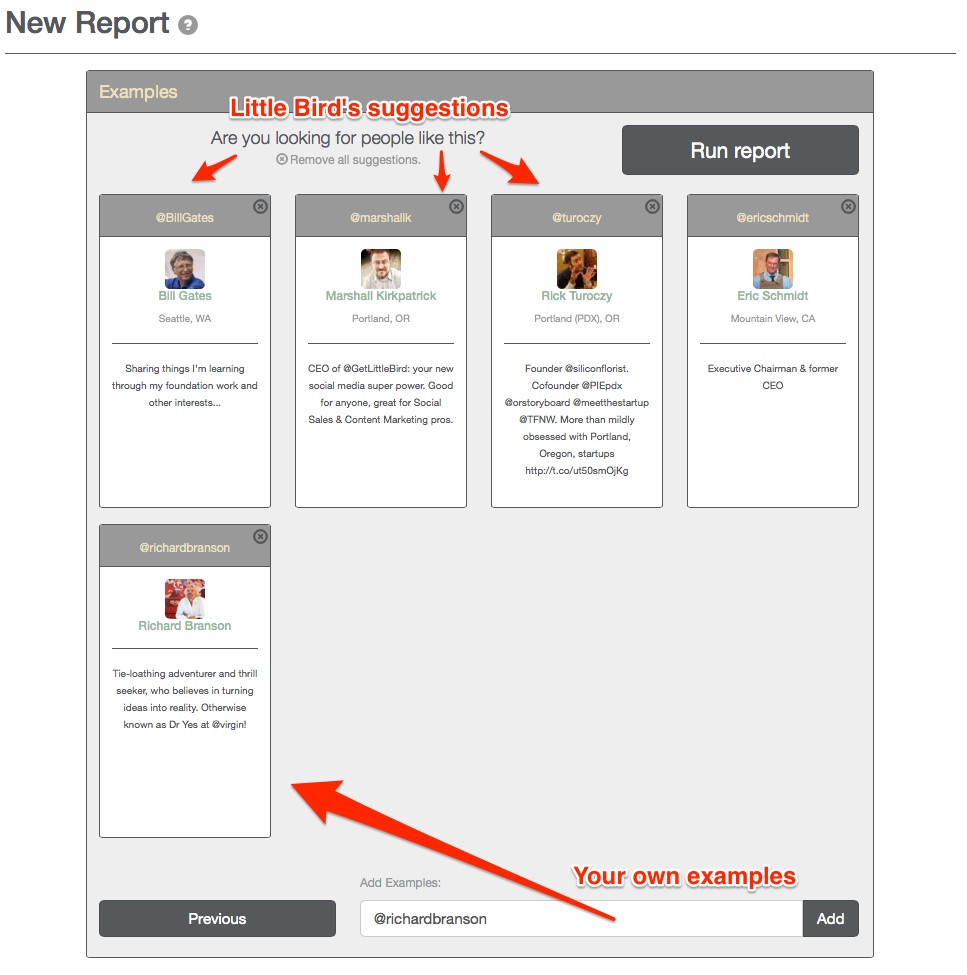 New Report ?
Examples
Little Bird's suggestions
Are you looking for people like this?
Remove all suggestions.
Run report
@BillGates
Bill Gates
Seattle, WA
Sharing things I'm learning
through my foundation work and
other interests...
@marshallk
Marshall Kirkpatrick
Portland, OR
CEO of @GetLittleBird: your new
social media super power. Good
for anyone, great for Social
Sales & Content Marketing pros.
@turoczy
Rick Turoczy
Portland (PDX), OR
Founder @siliconflorist.
Cofounder @PIEpdx
@orstoryboard @meetthestartup
@TFNW. More than mildly
obsessed with Portland,
Oregon, startups
http://t.co/ut50smOjKg
@ericschmidt
Eric Schmidt
Mountain View, CA
Executive Chairman & former
CEO
@richardbranson
Richard Branson
Tie-loathing adventurer and thrill
seeker, who believes in turning
ideas into reality. Otherwise
known as Dr Yes at @virgin!
Your own examples
Add Examples:
Previous
@richardbranson
Add